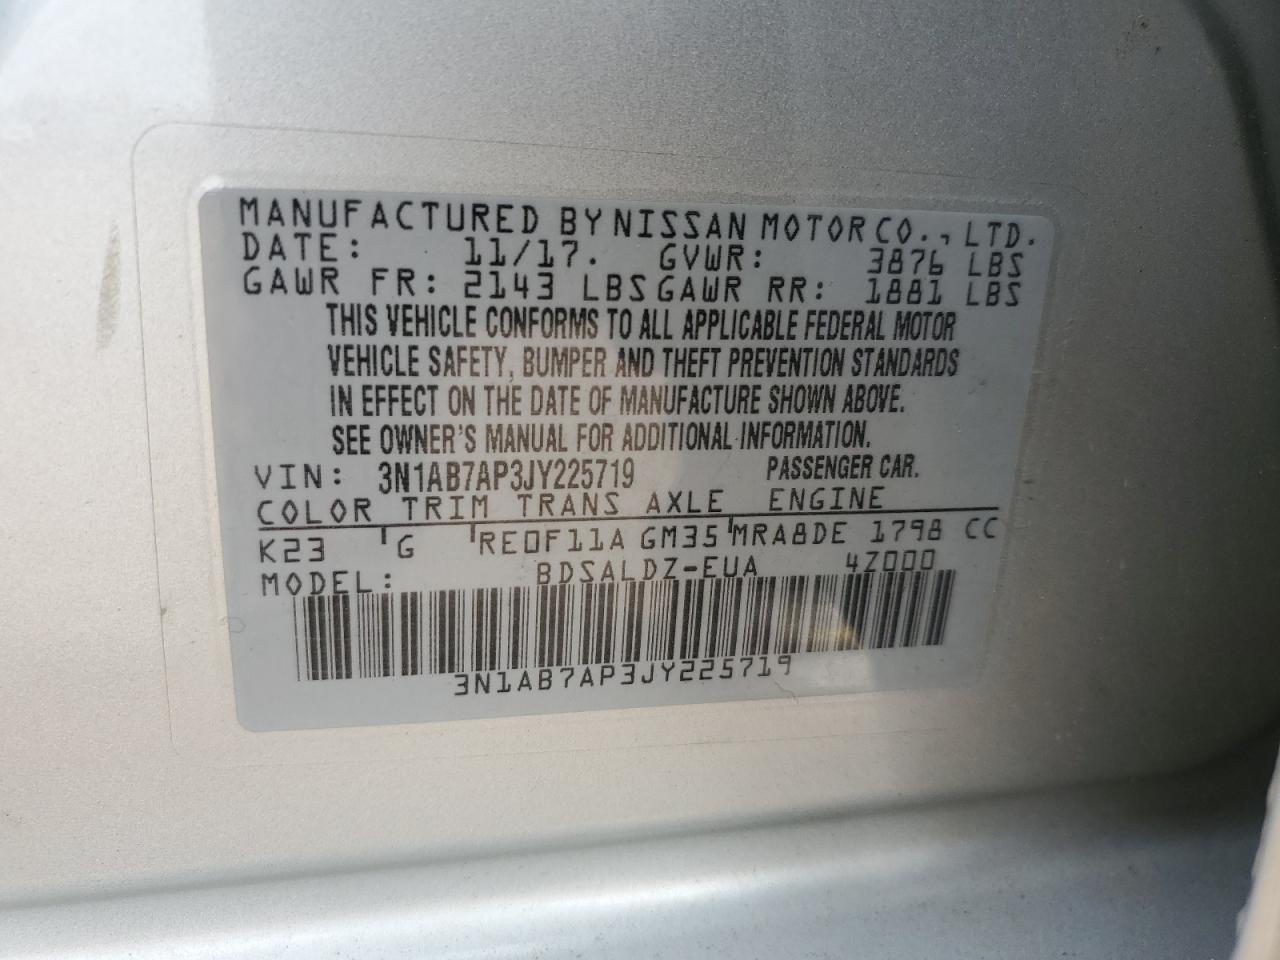 MANUFACTURED BY NISSAN MOTOR CO., LTD.
DATE: 11/17. GVWR: 3876 LBS
GAWR FR: 2143 LBS GAWR RR: 1881 LBS
THIS VEHICLE CONFORMS TO ALL APPLICABLE FEDERAL MOTOR
VEHICLE SAFETY, BUMPER AND THEFT PREVENTION STANDARDS
IN EFFECT ON THE DATE OF MANUFACTURE SHOWN ABOVE.
SEE OWNER'S MANUAL FOR ADDITIONAL INFORMATION.
VIN: 3N1AB7AP3JY225719 PASSENGER CAR.
COLOR TRIM TRANS AXLE ENGINE
K23 G RE0F11A GM35 MRA8DE 1798 CC
MODEL: BDSALDZ-EUA 4Z000
3N1AB7AP3JY225719